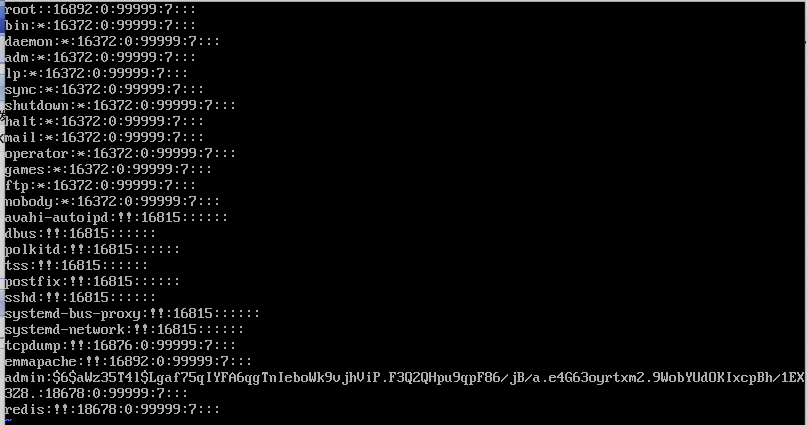 root::16892:0:99999:7:::
bin:*:16372:0:99999:7:::
daemon:*:16372:0:99999:7:::
adm:*:16372:0:99999:7:::
lp:*:16372:0:99999:7:::
sync:*:16372:0:99999:7:::
shutdown:*:16372:0:99999:7:::
halt:*:16372:0:99999:7:::
mail:*:16372:0:99999:7:::
operator:*:16372:0:99999:7:::
games:*:16372:0:99999:7:::
ftp:*:16372:0:99999:7:::
nobody:*:16372:0:99999:7:::
avahi-autoipd:!!:16815::::::
dbus:!!:16815::::::
polkitd:!!:16815::::::
tss:!!:16815::::::
postfix:!!:16815::::::
sshd:!!:16815::::::
systemd-bus-proxy:!!:16815::::::
systemd-network:!!:16815::::::
tcpdump:!!:16876:0:99999:7:::
emmapache:!!:16892:0:99999:7:::
admin:$6$aWz35T4l$Lgaf75qIYFA6qgTnIeboWk9vjhViP.F3Q2QHpu9qpF86/jB/a.e4G63oyrtxm2.9WobYUdOKIxcpBh/1EX
328.:18678:0:99999:7:::
redis:!!:18678:0:99999:7:::
~